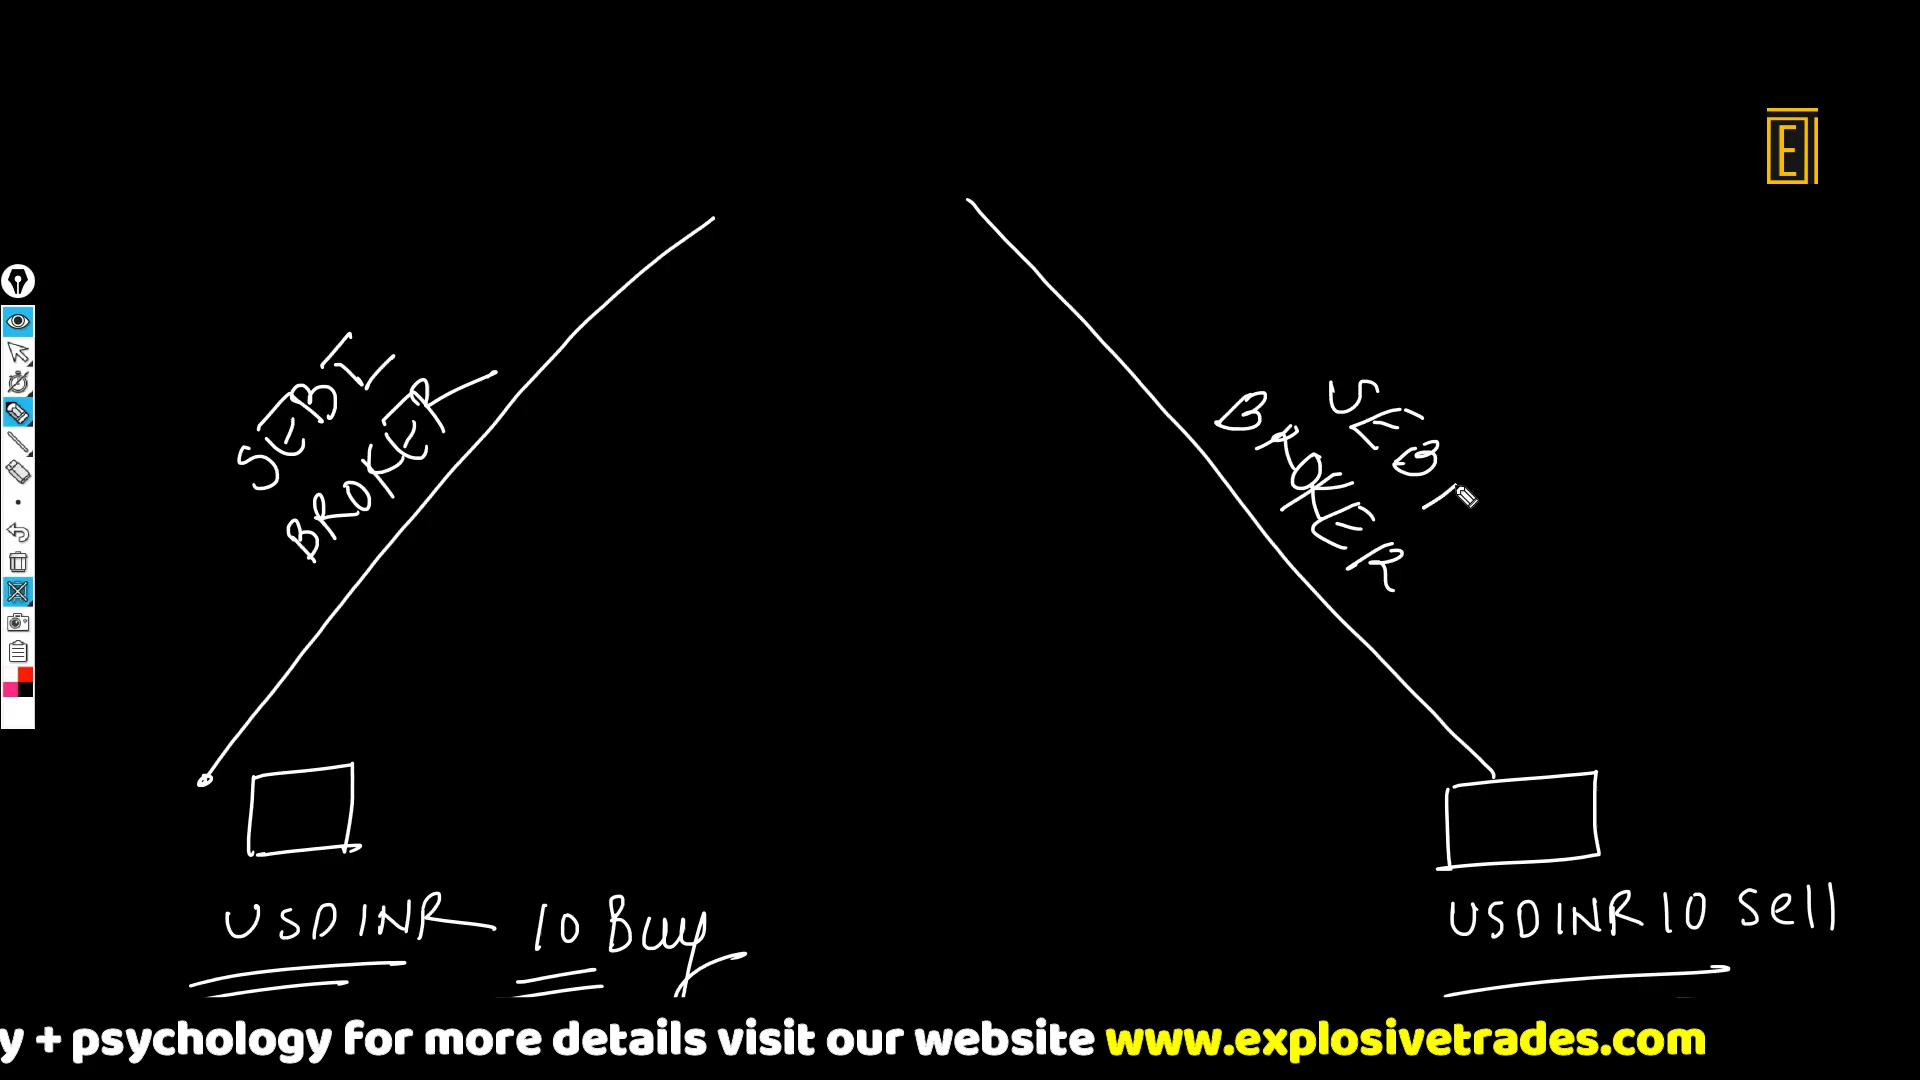 E
SEBI
BROKER
SEBI
BROKER
USDINR 10 Buy
USDINR 10 Sell
y + psychology for more details visit our website www.explosivetrades.com